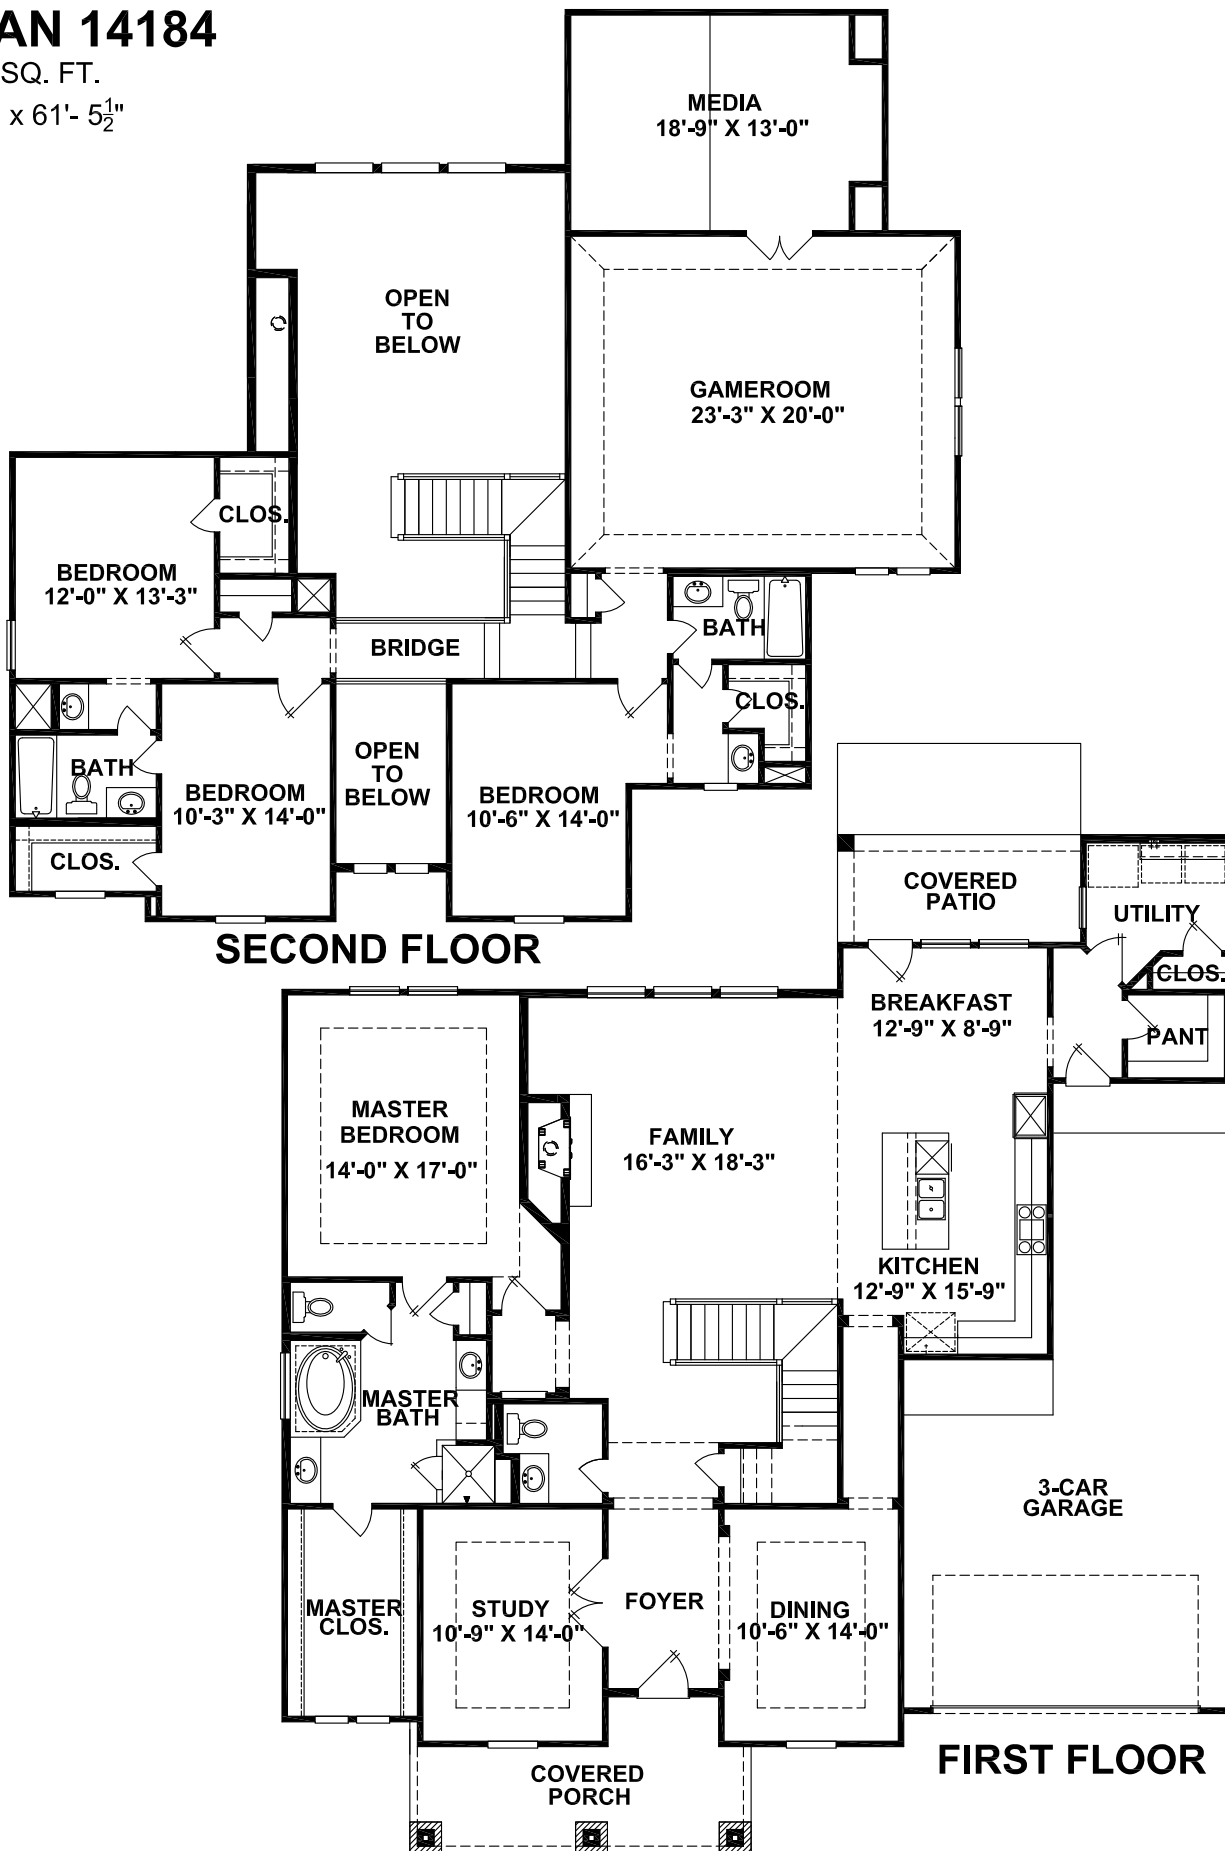 AN 14184
SQ. FT.
x 61'- 5½"
MEDIA
18'-9" X 13'-0"
OPEN
TO
BELOW
GAMEROOM
23'-3" X 20'-0"
CLOS.
BEDROOM
12'-0" X 13'-3"
BRIDGE
BATH
CLOS.
BATH
BEDROOM
10'-3" X 14'-0"
OPEN
TO
BELOW
BEDROOM
10'-6" X 14'-0"
CLOS.
SECOND FLOOR
COVERED
PATIO
UTILITY
CLOS.
BREAKFAST
12'-9" X 8'-9"
PANT
MASTER
BEDROOM
14'-0" X 17'-0"
FAMILY
16'-3" X 18'-3"
KITCHEN
12'-9" X 15'-9"
MASTER
BATH
3-CAR
GARAGE
MASTER
CLOS.
STUDY
10'-9" X 14'-0"
FOYER
DINING
10'-6" X 14'-0"
COVERED
PORCH
FIRST FLOOR